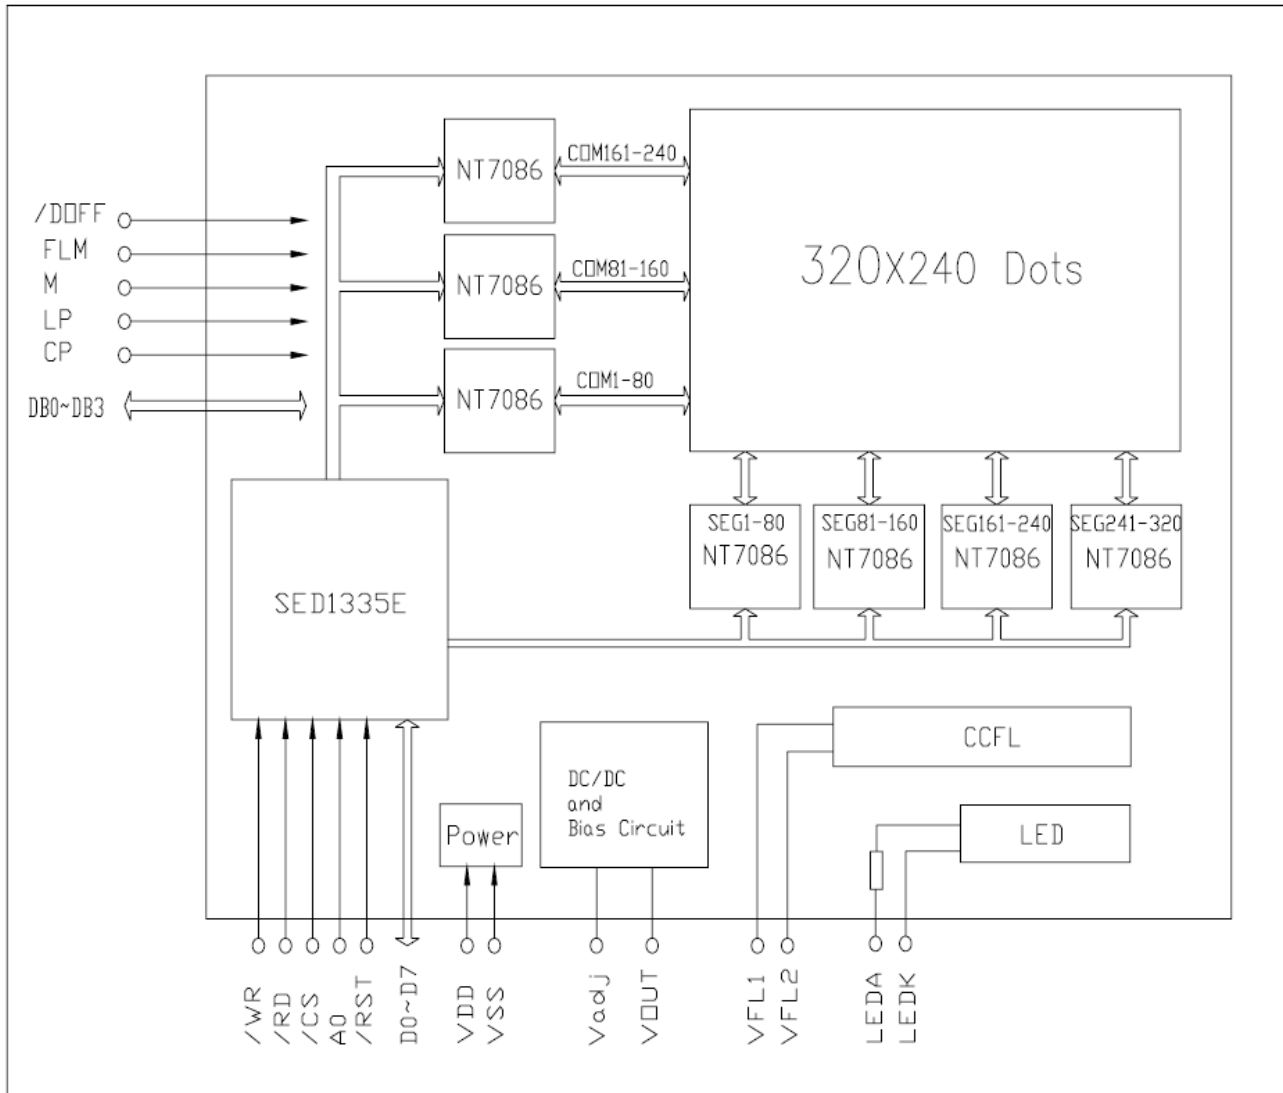 NT7086
COM161-240
/DOFF
FLM
M
LP
CP
DB0~DB3
NT7086
COM81-160
320X240 Dots
NT7086
COM1-80
SEG1-80
NT7086
SEG81-160
NT7086
SEG161-240
NT7086
SEG241-320
NT7086
SED1335E
CCFL
DC/DC
and
Bias Circuit
Power
LED
/WR
/RD
/CS
A0
/RST
D0~D7
VDD
VSS
Vadj
VOUT
VFL1
VFL2
LEDA
LEDK